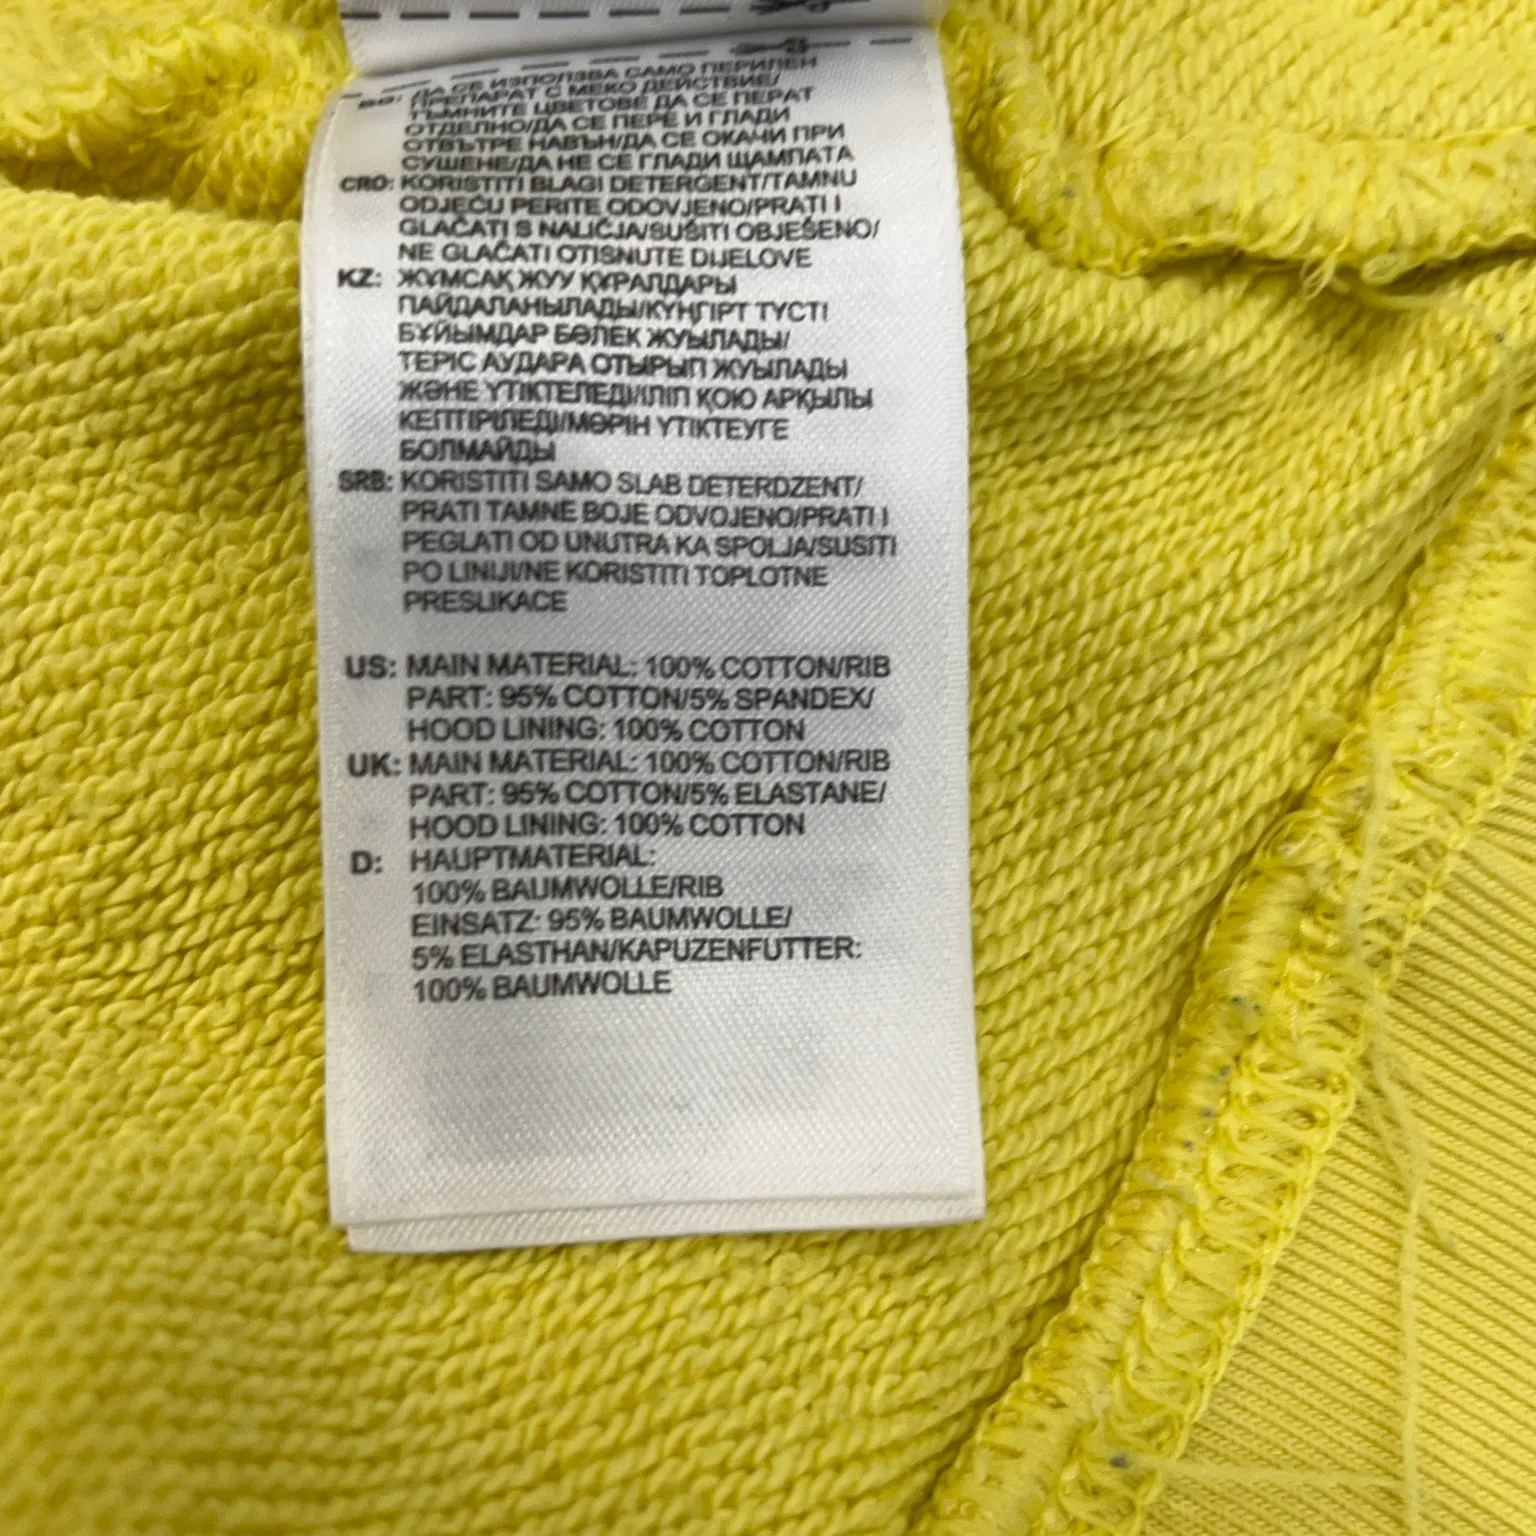 BG: ДА СЕ ИЗПОЛЗВА САМО ПЕРИЛЕН
ПРЕПАРАТ С МЕКО ДЕЙСТВИЕ/
ТЪМНИТЕ ЦВЕТОВЕ ДА СЕ ПЕРАТ
ОТДЕЛНО/ДА СЕ ПЕРЕ И ГЛАДИ
ОТВЪТРЕ НАВЪН/ДА СЕ ОКАЧИ ПРИ
СУШЕНЕ/ДА НЕ СЕ ГЛАДИ ЩАМПАТА
CRO: KORISTITI BLAGI DETERGENT/TAMNU
ODJEĆU PERITE ODOVJENO/PRATI I
GLAČATI S NALIČJA/SUŠITI OBJEŠENO/
NE GLAČATI OTISNUTE DIJELOVE
KZ: ЖҰМСАҚ ЖУУ ҚҰРАЛДАРЫ
ПАЙДАЛАНЫЛАДЫ/КҮҢГІРТ ТҮСТІ
БҰЙЫМДАР БӨЛЕК ЖУЫЛАДЫ/
ТЕРІС АУДАРА ОТЫРЫП ЖУЫЛАДЫ
ЖӘНЕ ҮТІКТЕЛЕДІ/ІЛІП ҚОЮ АРҚЫЛЫ
КЕПТІРІЛЕДІ/МӨРІН ҮТІКТЕУГЕ
БОЛМАЙДЫ
SRB: KORISTITI SAMO SLAB DETERDZENT/
PRATI TAMNE BOJE ODVOJENO/PRATI I
PEGLATI OD UNUTRA KA SPOLJA/SUSITI
PO LINIJI/NE KORISTITI TOPLOTNE
PRESLIKACE
US: MAIN MATERIAL: 100% COTTON/RIB
PART: 95% COTTON/5% SPANDEX/
HOOD LINING: 100% COTTON
UK: MAIN MATERIAL: 100% COTTON/RIB
PART: 95% COTTON/5% ELASTANE/
HOOD LINING: 100% COTTON
D: HAUPTMATERIAL:
100% BAUMWOLLE/RIB
EINSATZ: 95% BAUMWOLLE/
5% ELASTHAN/KAPUZENFUTTER:
100% BAUMWOLLE